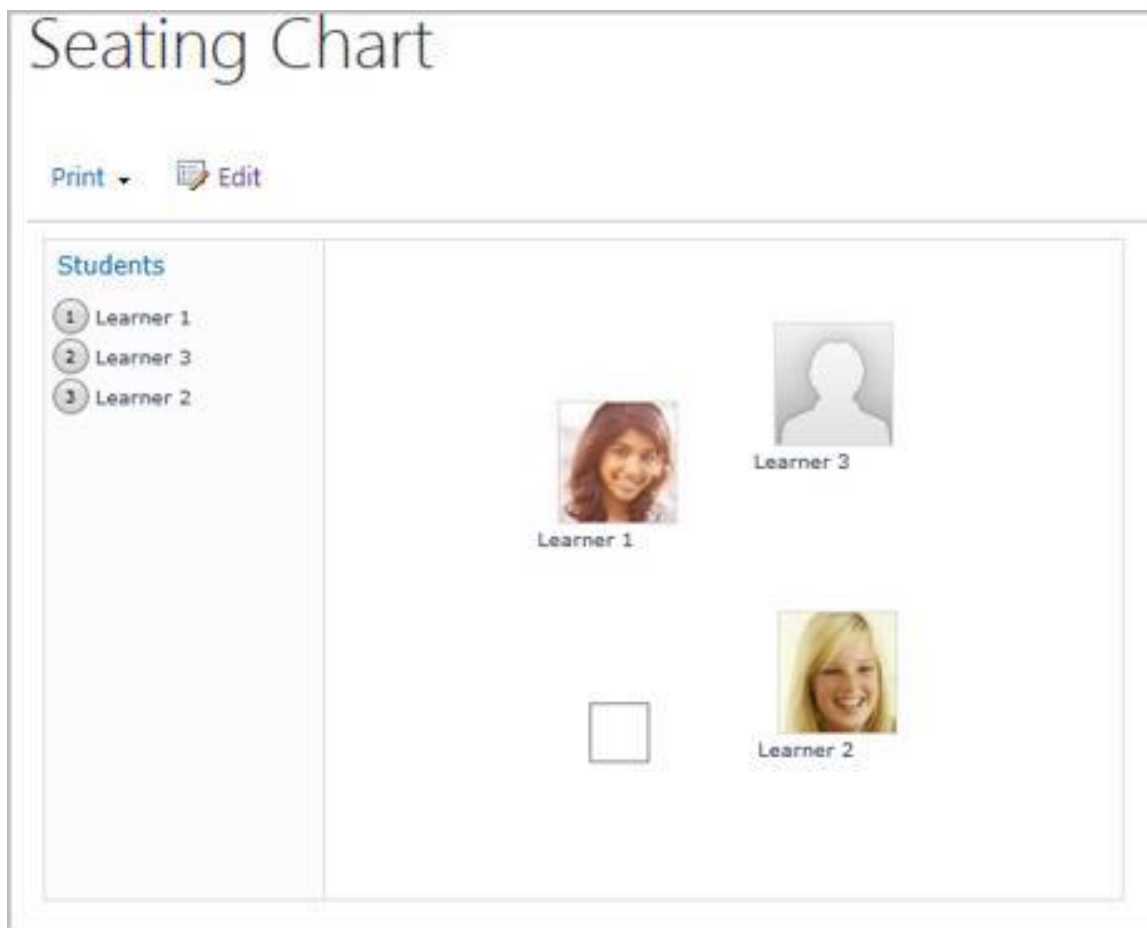 Seating Chart
Print Edit
Students
1 Learner 1
2 Learner 3
3 Learner 2
Learner 3
Learner 1
Learner 2